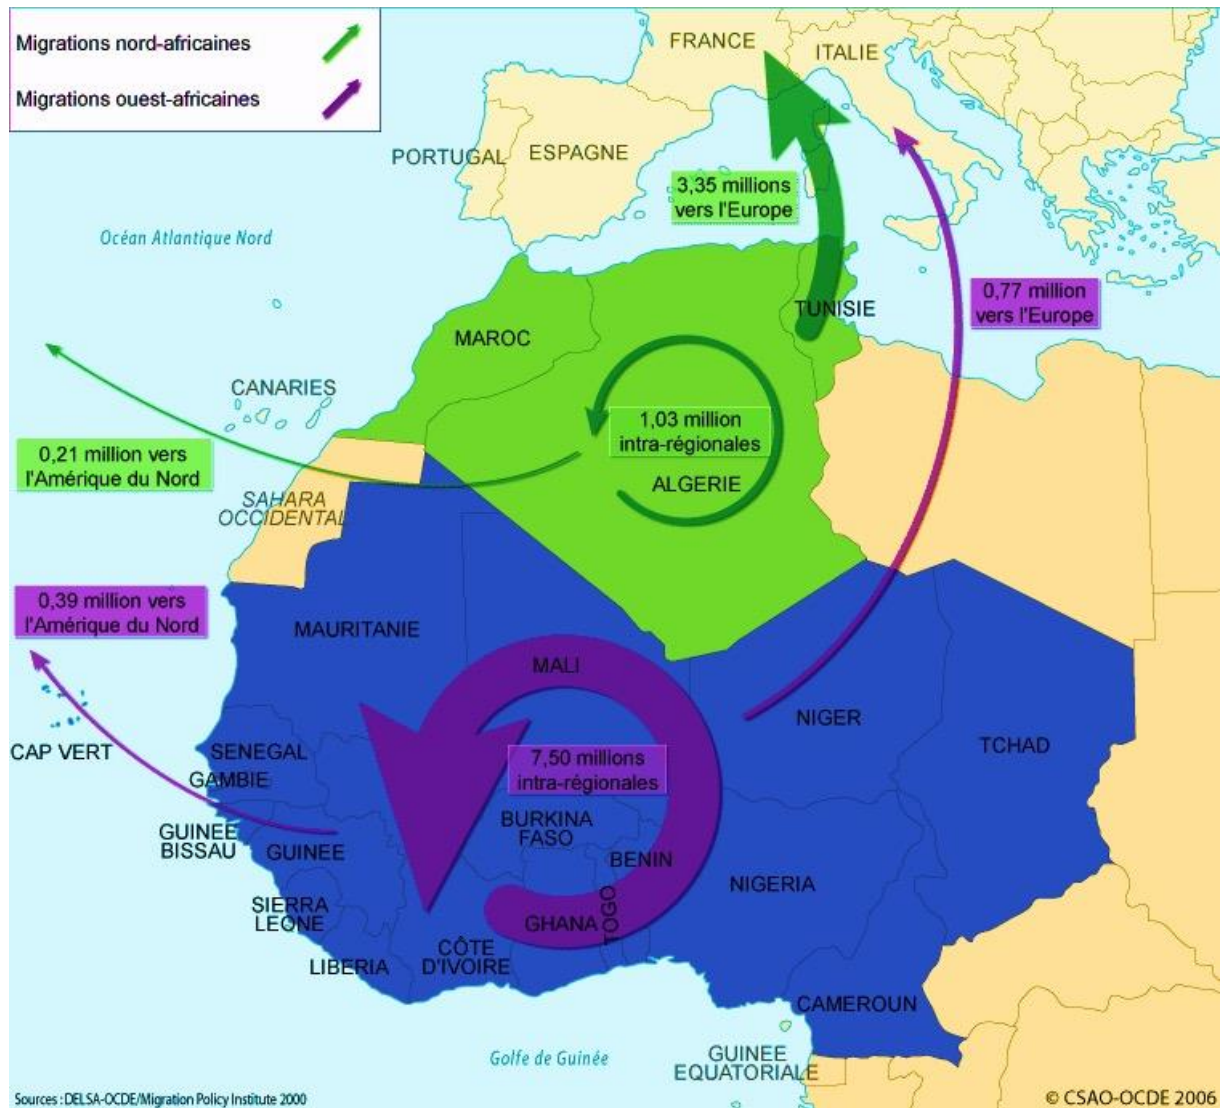 Migrations nord-africaines
Migrations ouest-africaines
FRANCE
ITALIE
PORTUGAL
ESPAGNE
3,35 millions
vers l'Europe
Océan Atlantique Nord
0,77 million
vers l'Europe
TUNISIE
MAROC
CANARIES
1,03 million
intra-régionales
0,21 million vers
l'Amérique du Nord
ALGERIE
SAHARA
OCCIDENTAL
0,39 million vers
l'Amérique du Nord
MAURITANIE
MALI
NIGER
TCHAD
CAP VERT
SENEGAL
GAMBIE
7,50 millions
intra-régionales
GUINEE
BISSAU
GUINEE
BURKINA
FASO
BENIN
NIGERIA
SIERRA
LEONE
GHANA
TOGO
LIBERIA
CÔTE
D'IVOIRE
CAMEROUN
Golfe de Guinée
GUINEE
EQUATORIALE
Sources : DELSA-OCDE/Migration Policy Institute 2000
© CSAO-OCDE 2006